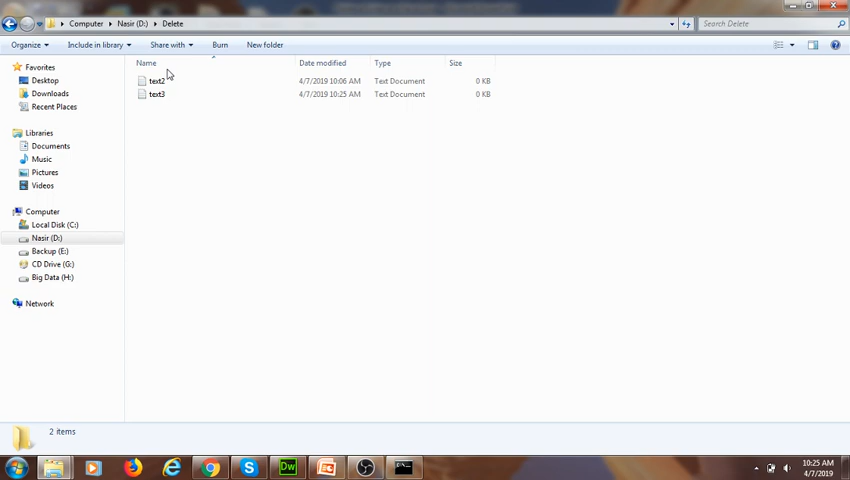 Computer Nasir (D:) Delete
Search Delete
Organize Include in library Share with Burn New folder
Name Date modified Type Size
text2 4/7/2019 10:06 AM Text Document 0 KB
text3 4/7/2019 10:25 AM Text Document 0 KB
Favorites
Desktop
Downloads
Recent Places
Libraries
Documents
Music
Pictures
Videos
Computer
Local Disk (C:)
Nasir (D:)
Backup (E:)
CD Drive (G:)
Big Data (H:)
Network
2 items
Dw
10:25 AM
4/7/2019